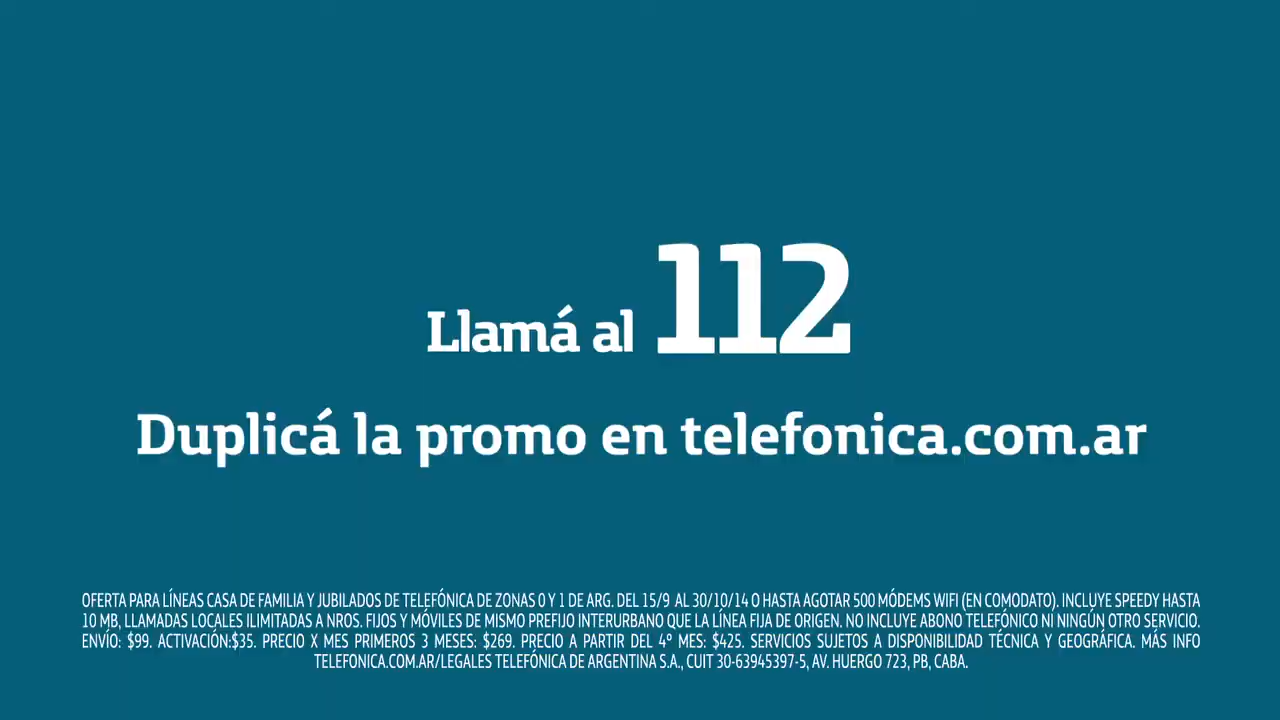 Llamá al 112
Duplicá la promo en telefonica.com.ar
OFERTA PARA LÍNEAS CASA DE FAMILIA Y JUBILADOS DE TELEFÓNICA DE ZONAS 0 Y 1 DE ARG. DEL 15/9 AL 30/10/14 O HASTA AGOTAR 500 MÓDEMS WIFI (EN COMODATO). INCLUYE SPEEDY HASTA
10 MB, LLAMADAS LOCALES ILIMITADAS A NROS. FIJOS Y MÓVILES DE MISMO PREFIJO INTERURBANO QUE LA LÍNEA FIJA DE ORIGEN. NO INCLUYE ABONO TELEFÓNICO NI NINGÚN OTRO SERVICIO.
ENVÍO: $99. ACTIVACIÓN:$35. PRECIO X MES PRIMEROS 3 MESES: $269. PRECIO A PARTIR DEL 4º MES: $425. SERVICIOS SUJETOS A DISPONIBILIDAD TÉCNICA Y GEOGRÁFICA. MÁS INFO
TELEFONICA.COM.AR/LEGALES TELEFÓNICA DE ARGENTINA S.A., CUIT 30-63945397-5, AV. HUERGO 723, PB, CABA.